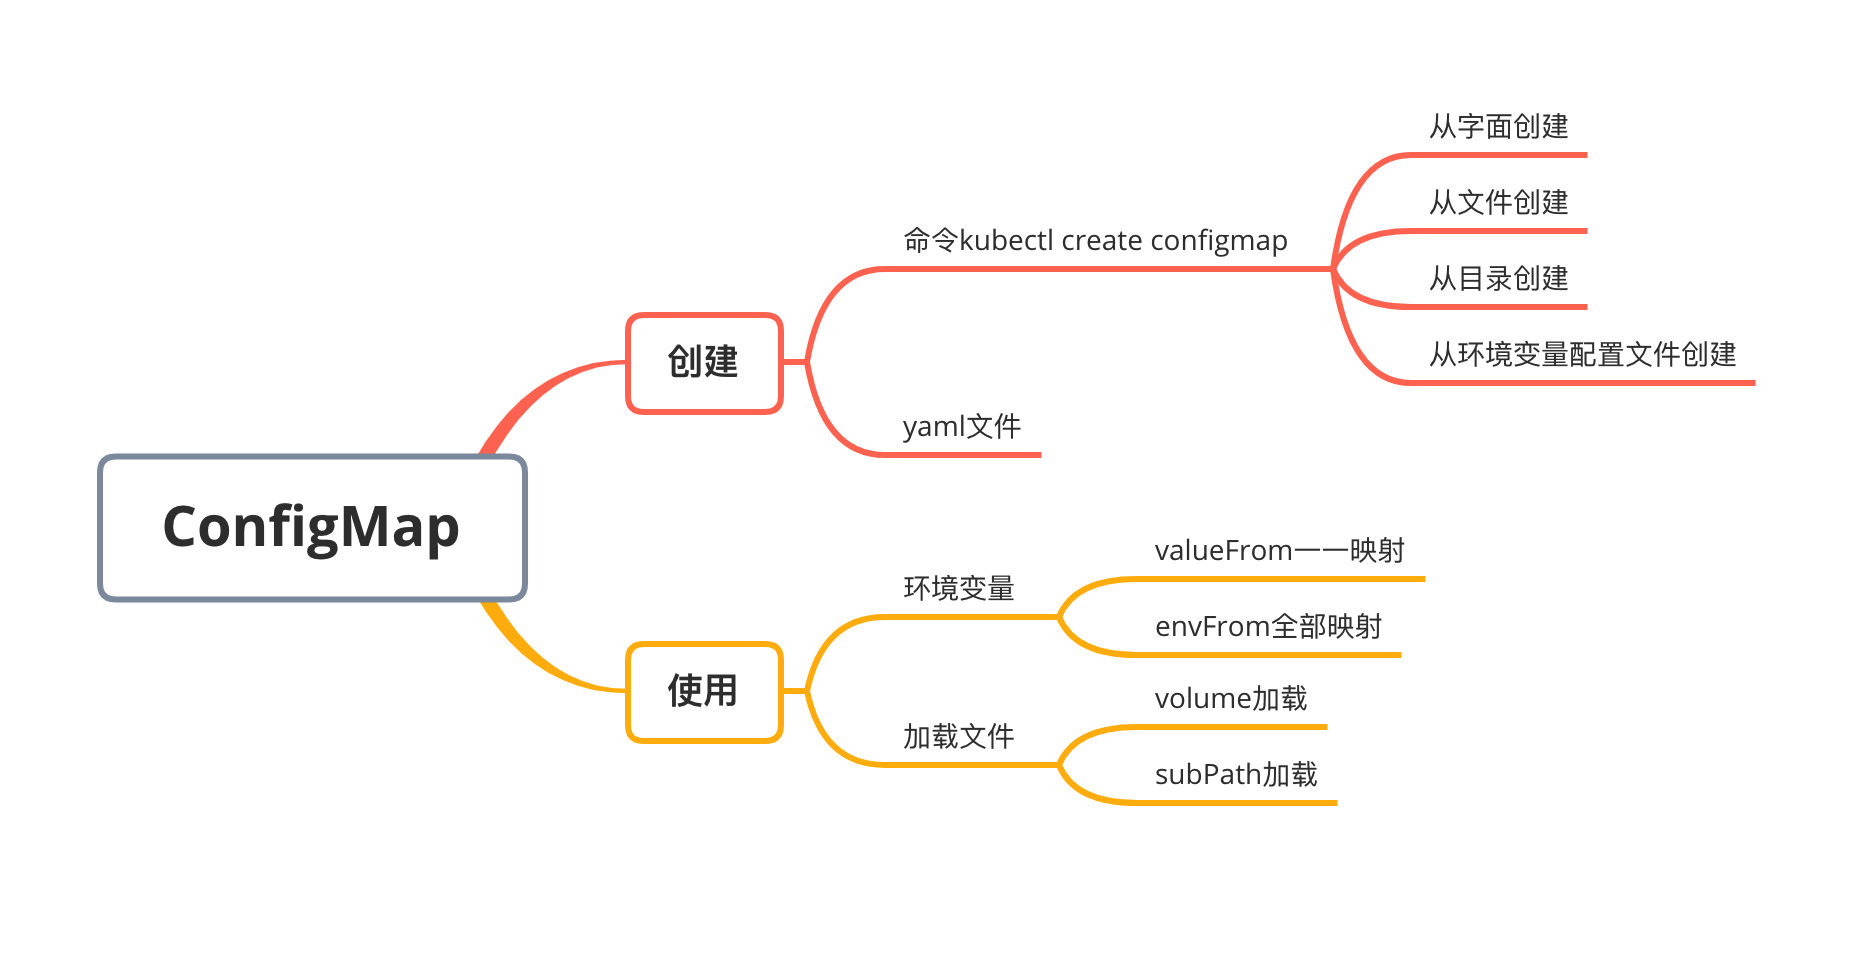 ConfigMap
创建
命令kubectl create configmap
从字面创建
从文件创建
从目录创建
从环境变量配置文件创建
yaml文件
使用
环境变量
valueFrom一一映射
envFrom全部映射
加载文件
volume加载
subPath加载